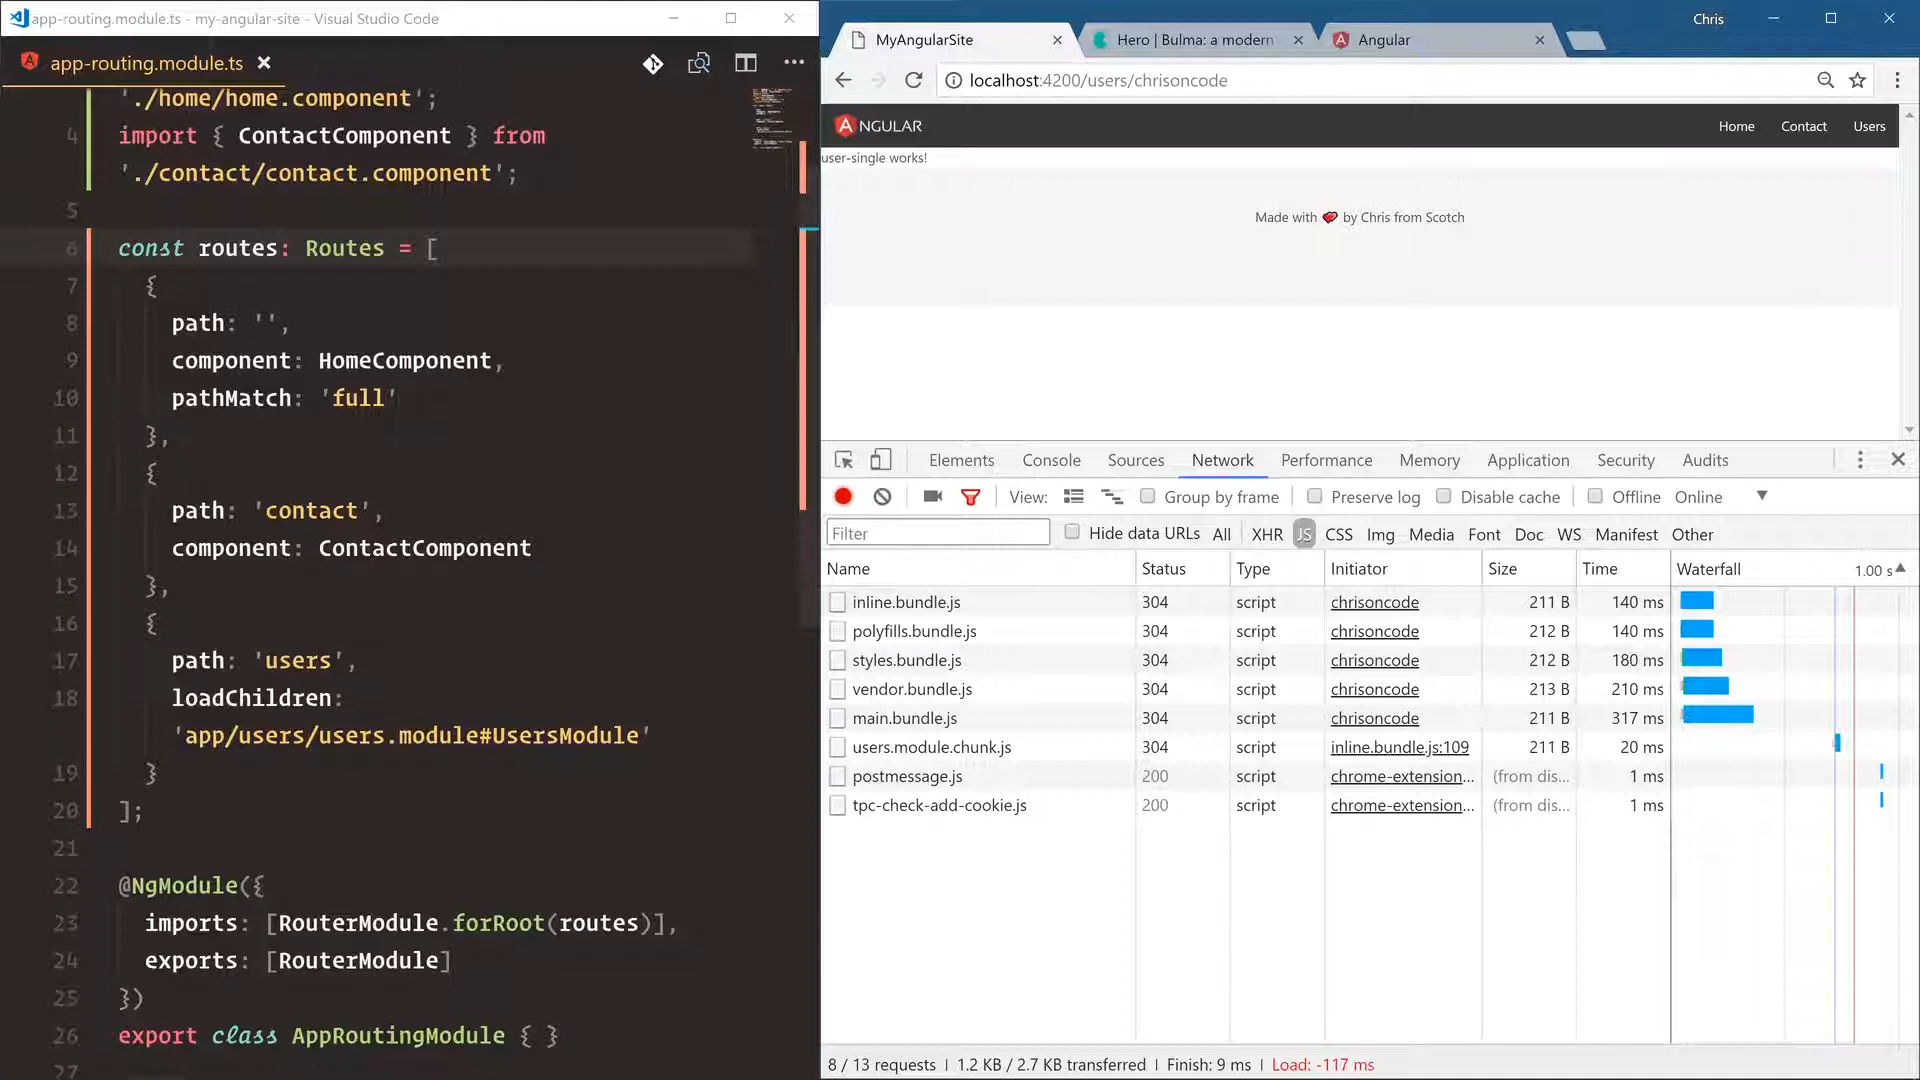 app-routing.module.ts - my-angular-site - Visual Studio Code
app-routing.module.ts
'./home/home.component';
4 import { ContactComponent } from
'./contact/contact.component';
5
6 const routes: Routes = [
7 {
8 path: '',
9 component: HomeComponent,
10 pathMatch: 'full'
11 },
12 {
13 path: 'contact',
14 component: ContactComponent
15 },
16 {
17 path: 'users',
18 loadChildren:
'app/users/users.module#UsersModule'
19 }
20 ];
21
22 @NgModule({
23 imports: [RouterModule.forRoot(routes)],
24 exports: [RouterModule]
25 })
26 export class AppRoutingModule { }
27
Chris
MyAngularSite
Hero | Bulma: a modern
Angular
localhost:4200/users/chrisoncode
ANGULAR
Home Contact Users
user-single works!
Made with ❤ by Chris from Scotch
Elements Console Sources Network Performance Memory Application Security Audits
View: Group by frame Preserve log Disable cache Offline Online
Filter Hide data URLs All XHR JS CSS Img Media Font Doc WS Manifest Other
Name Status Type Initiator Size Time Waterfall 1.00 s
inline.bundle.js 304 script chrisoncode 211 B 140 ms
polyfills.bundle.js 304 script chrisoncode 212 B 140 ms
styles.bundle.js 304 script chrisoncode 212 B 180 ms
vendor.bundle.js 304 script chrisoncode 213 B 210 ms
main.bundle.js 304 script chrisoncode 211 B 317 ms
users.module.chunk.js 304 script inline.bundle.js:109 211 B 20 ms
postmessage.js 200 script chrome-extension... (from dis... 1 ms
tpc-check-add-cookie.js 200 script chrome-extension... (from dis... 1 ms
8 / 13 requests | 1.2 KB / 2.7 KB transferred | Finish: 9 ms | Load: -117 ms